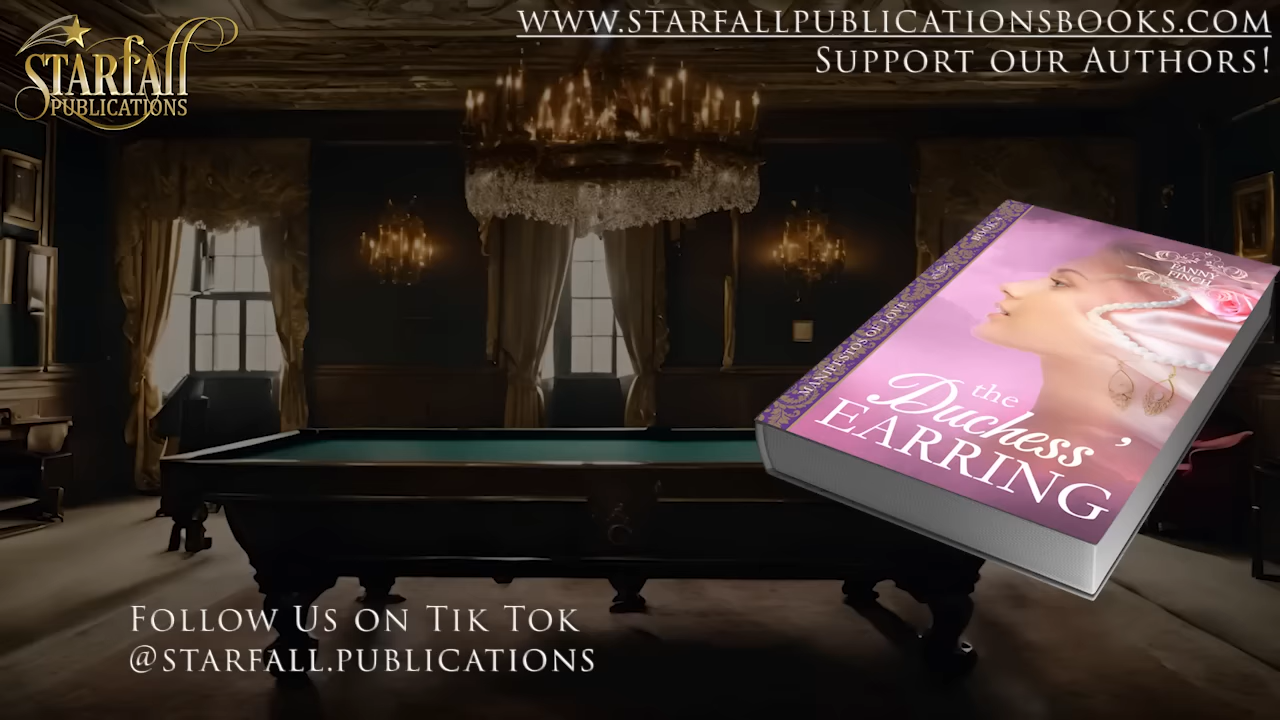 STARfall
PUBLICATIONS
WWW.STARFALLPUBLICATIONSBOOKS.COM
SUPPORT OUR AUTHORS!
FANNY
FINCH
MANIFESTOS OF LOVE
BOOK
the
Duchess'
EARRING
FOLLOW US ON TIK TOK
@STARFALL.PUBLICATIONS